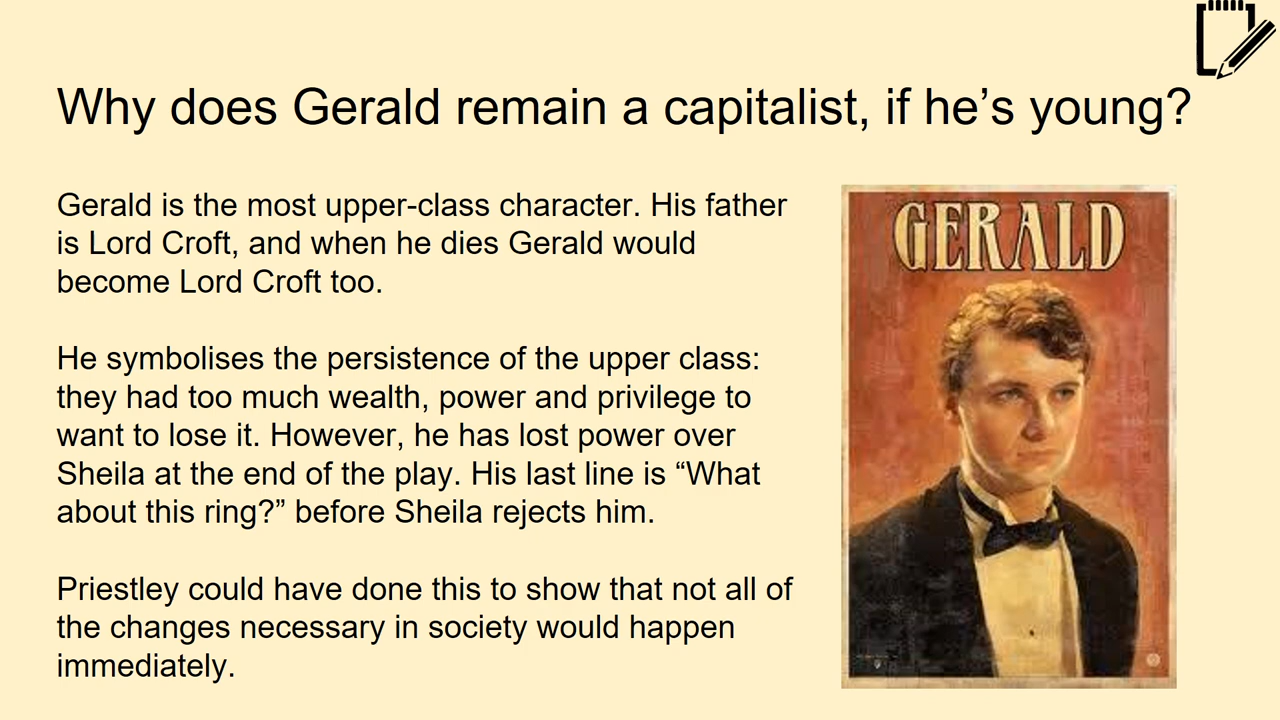 Why does Gerald remain a capitalist, if he’s young?
Gerald is the most upper-class character. His father
is Lord Croft, and when he dies Gerald would
become Lord Croft too.
He symbolises the persistence of the upper class:
they had too much wealth, power and privilege to
want to lose it. However, he has lost power over
Sheila at the end of the play. His last line is “What
about this ring?” before Sheila rejects him.
Priestley could have done this to show that not all of
the changes necessary in society would happen
immediately.
GERALD